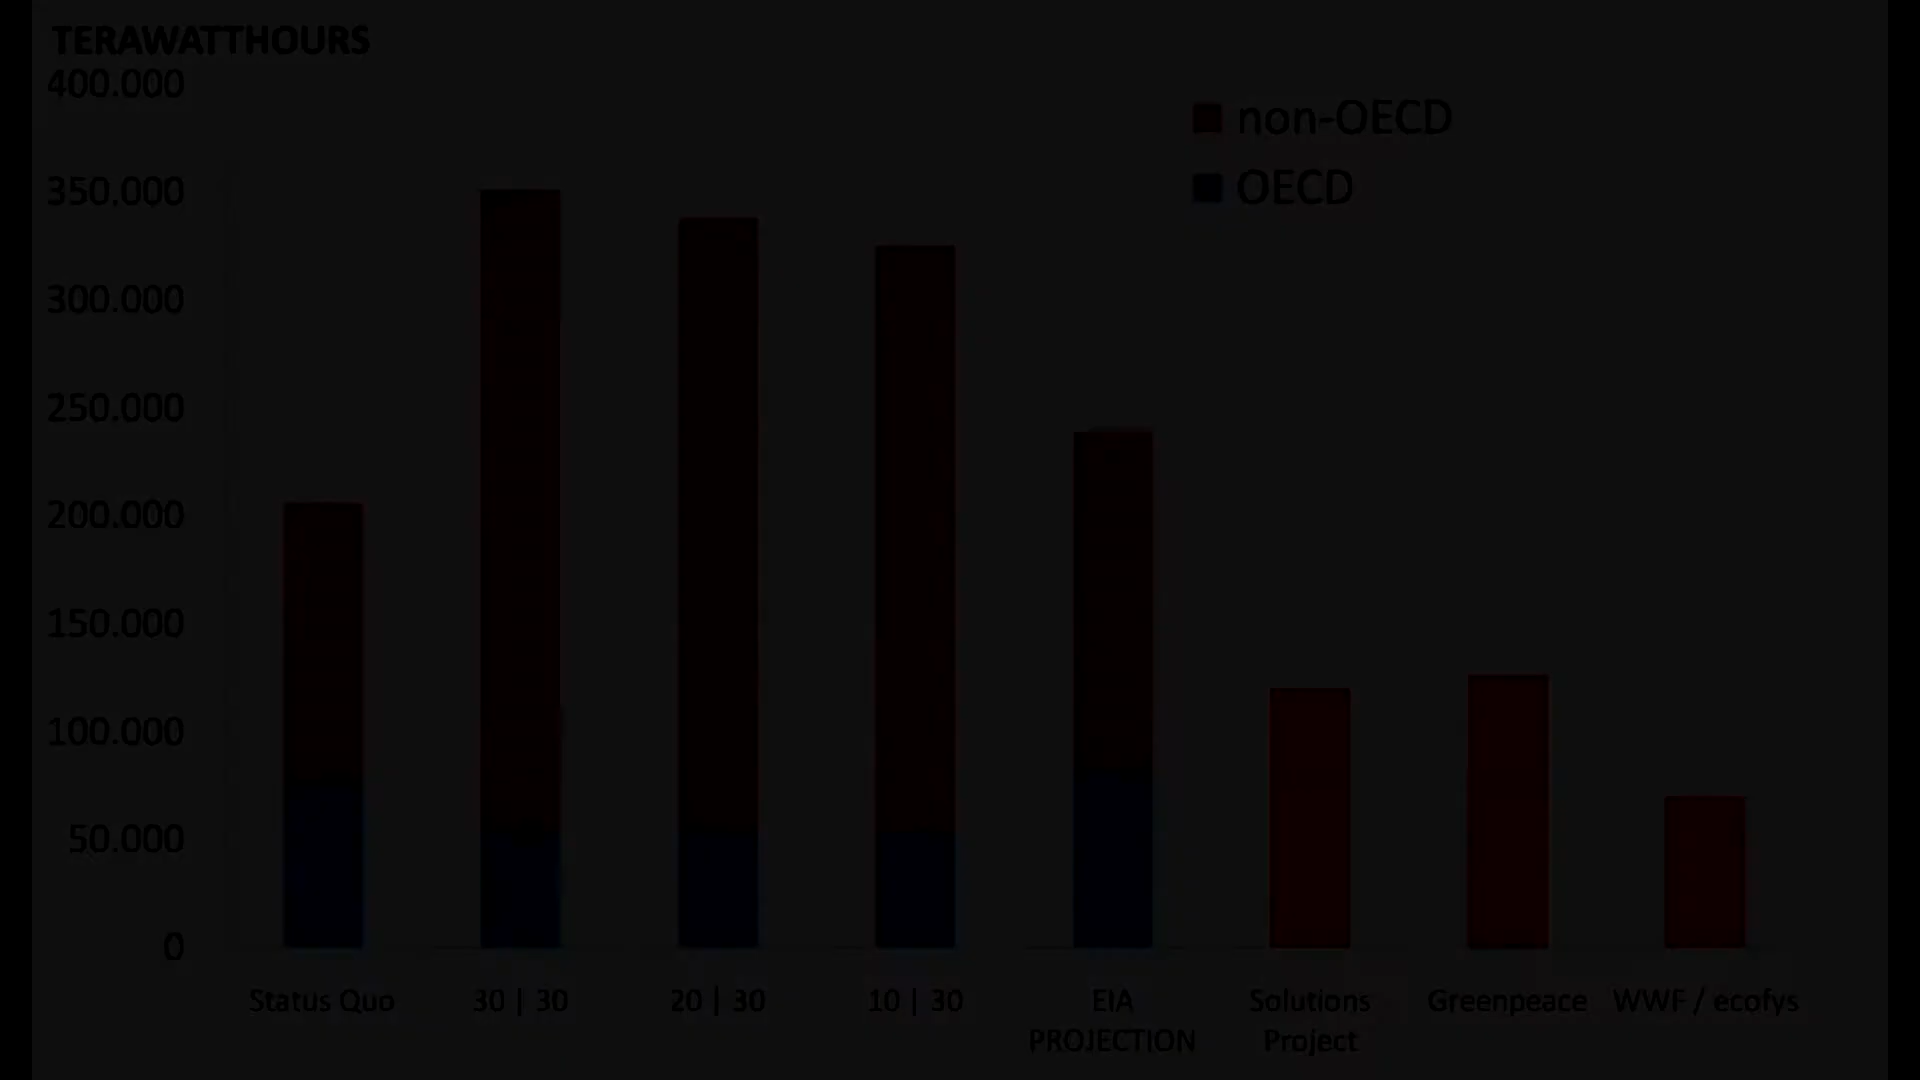 TERAWATTHOURS
400.000
non-OECD
350.000
OECD
300.000
250.000
200.000
150.000
100.000
50.000
0
Status Quo
30 | 30
20 | 30
10 | 30
EIA
PROJECTION
Solutions
Project
Greenpeace
WWF / ecofys